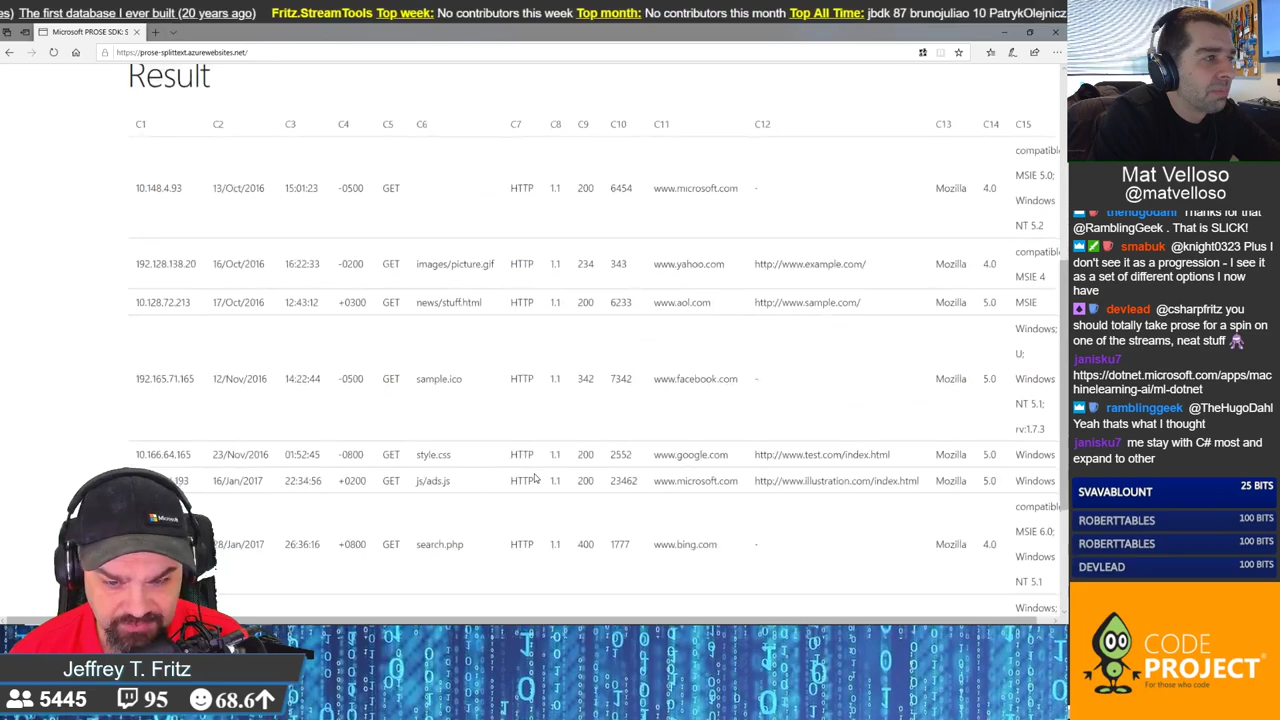 es) The first database I ever built (20 years ago) Fritz.StreamTools Top week: No contributors this week Top month: No contributors this month Top All Time: jbdk 87 brunojuliao 10 PatrykOlejnicz
Microsoft PROSE SDK: S
https://prose-splittext.azurewebsites.net/
Result
C1 C2 C3 C4 C5 C6 C7 C8 C9 C10 C11 C12 C13 C14 C15
10.148.4.93 13/Oct/2016 15:01:23 -0500 GET HTTP 1.1 200 6454 www.microsoft.com - Mozilla 4.0 compatible
MSIE 5.0;
Windows
NT 5.2
192.128.138.20 16/Oct/2016 16:22:33 -0200 GET images/picture.gif HTTP 1.1 234 343 www.yahoo.com http://www.example.com/ Mozilla 4.0 compatible
MSIE 4
10.128.72.213 17/Oct/2016 12:43:12 +0300 GET news/stuff.html HTTP 1.1 200 6233 www.aol.com http://www.sample.com/ Mozilla 5.0 MSIE
192.165.71.165 12/Nov/2016 14:22:44 -0500 GET sample.ico HTTP 1.1 342 7342 www.facebook.com - Mozilla 5.0 Windows;
U;
Windows
NT 5.1;
rv:1.7.3
10.166.64.165 23/Nov/2016 01:52:45 -0800 GET style.css HTTP 1.1 200 2552 www.google.com http://www.test.com/index.html Mozilla 5.0 Windows
.193 16/Jan/2017 22:34:56 +0200 GET js/ads.js HTTP 1.1 200 23462 www.microsoft.com http://www.illustration.com/index.html Mozilla 5.0 Windows
28/Jan/2017 26:36:16 +0800 GET search.php HTTP 1.1 400 1777 www.bing.com - Mozilla 4.0 compatible
MSIE 6.0;
Windows
NT 5.1
Windows;
Microsoft
Jeffrey T. Fritz
5445 95 68.6
Mat Velloso
@matvelloso
thehugodahl Thanks for that
@RamblingGeek . That is SLICK!
smabuk @knight0323 Plus I
don't see it as a progression - I see it
as a set of different options I now
have
devlead @csharpfritz you
should totally take prose for a spin on
one of the streams, neat stuff
janisku7
https://dotnet.microsoft.com/apps/mac
hinelearning-ai/ml-dotnet
ramblinggeek @TheHugoDahl
Yeah thats what I thought
janisku7 me stay with C# most and
expand to other
SVAVABLOUNT 25 BITS
ROBERTTABLES 100 BITS
ROBERTTABLES 100 BITS
DEVLEAD 100 BITS
CODE
PROJECT
For those who code